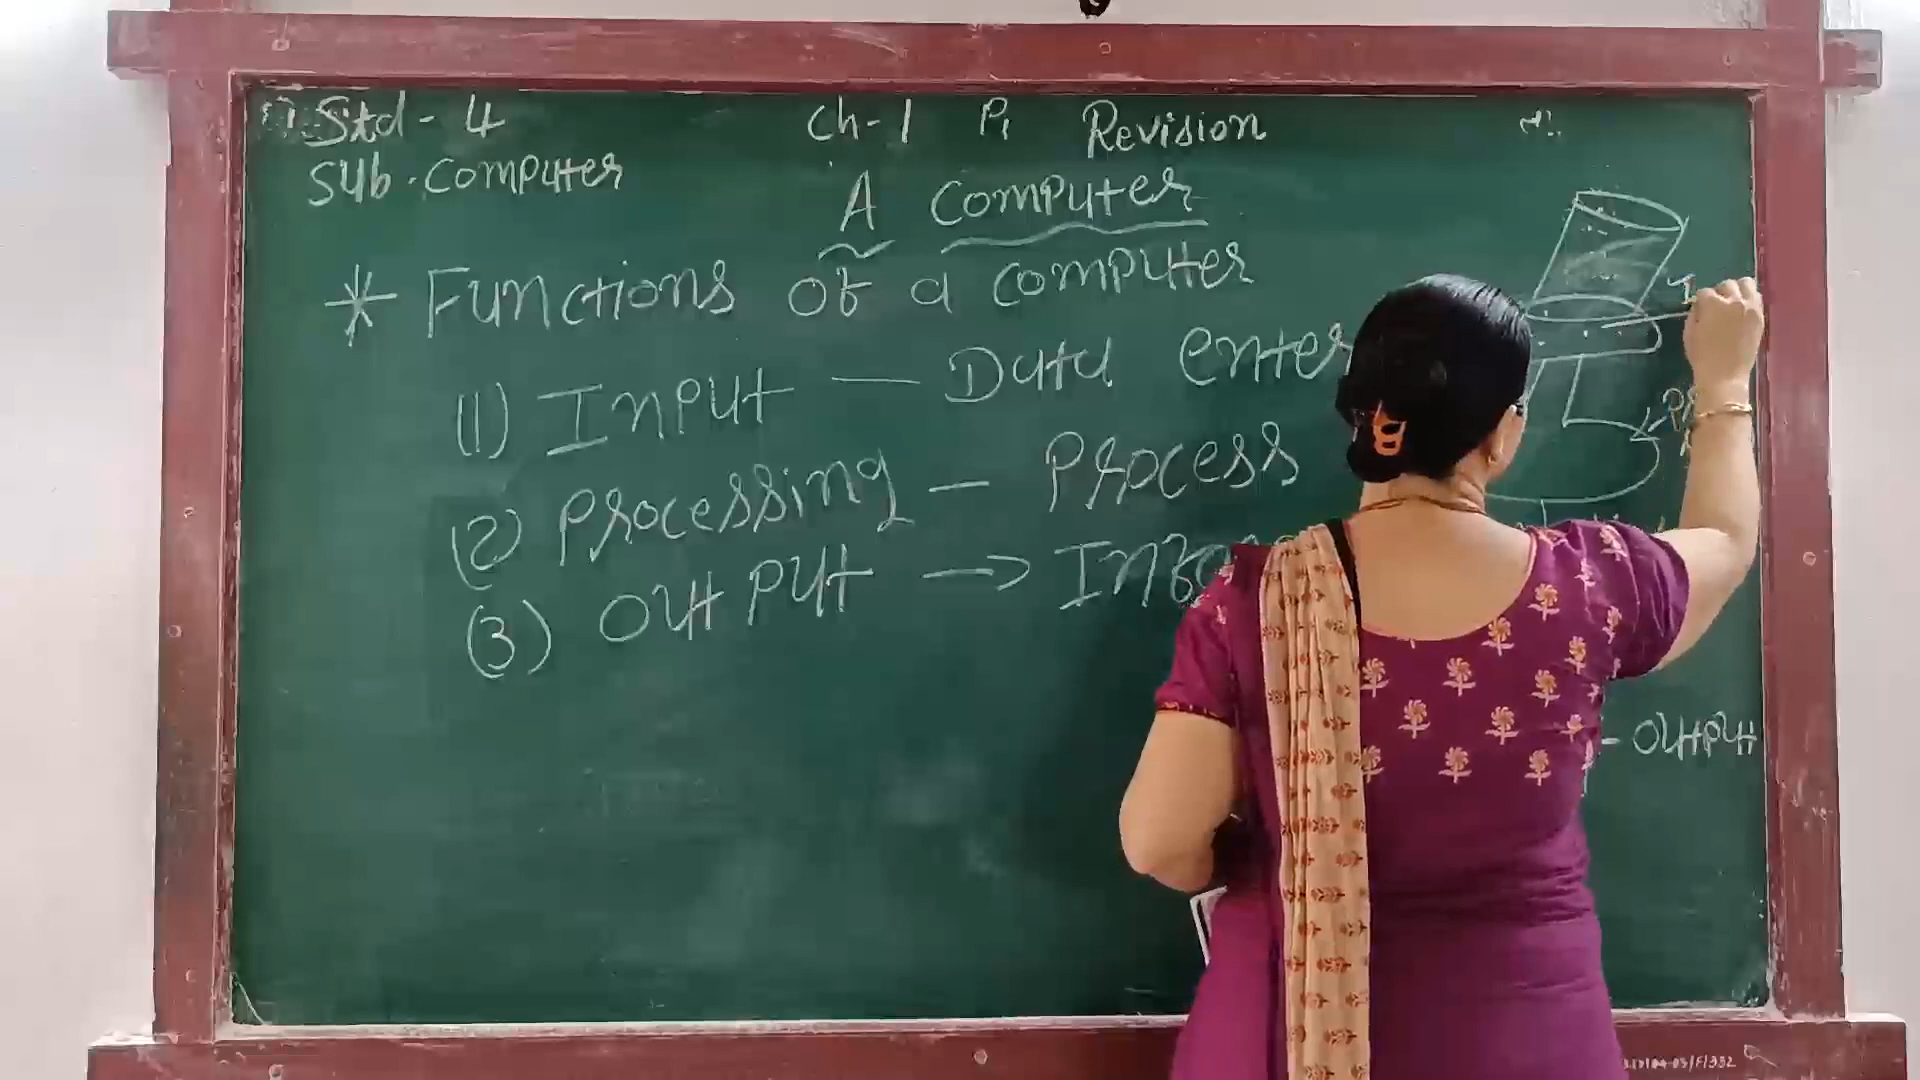 Std - 4
Ch-1 P1 Revision
Sub. Computer
A Computer
* Functions of a computer
(1) Input — Data enter
(2) Processing — Process
(3) Output →
- Output